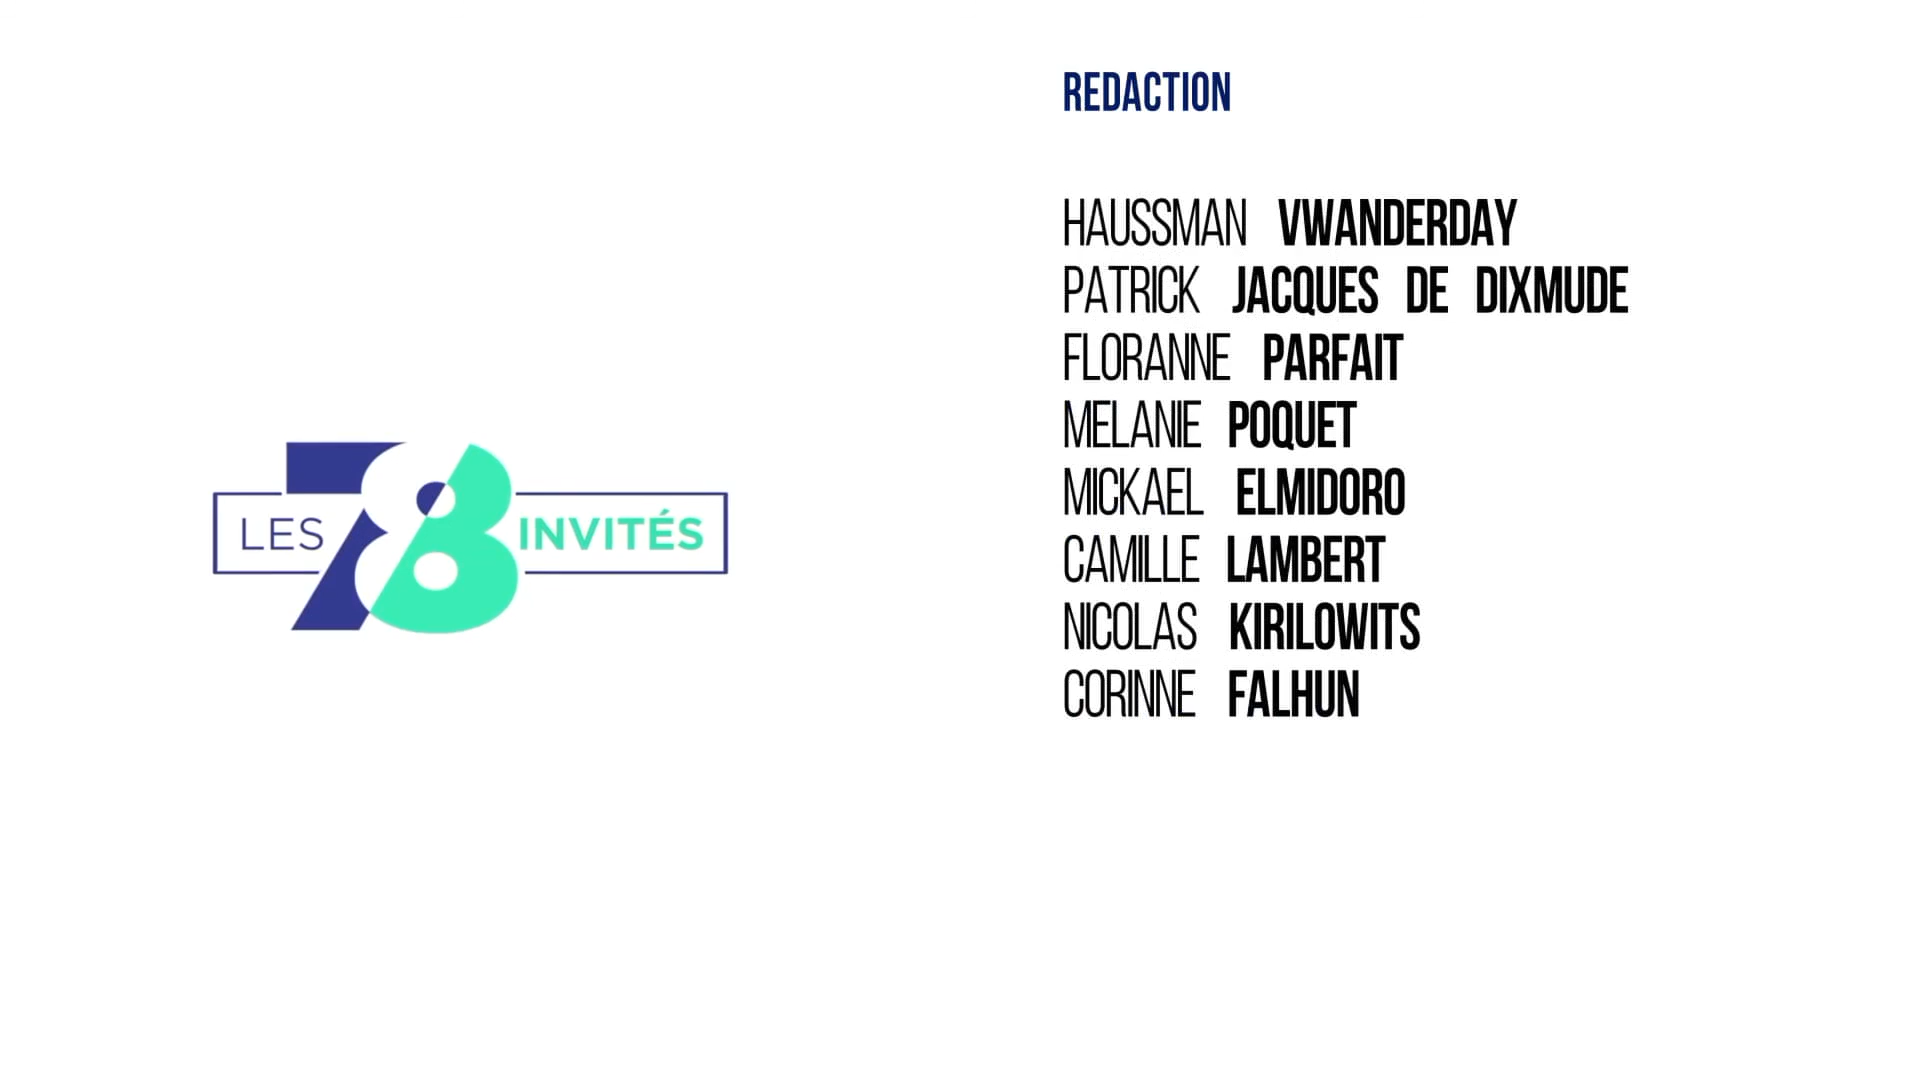 REDACTION
HAUSSMAN VWANDERDAY
PATRICK JACQUES DE DIXMUDE
FLORANNE PARFAIT
MELANIE POQUET
MICKAEL ELMIDORO
CAMILLE LAMBERT
NICOLAS KIRILOWITS
CORINNE FALHUN
LES 78 INVITÉS